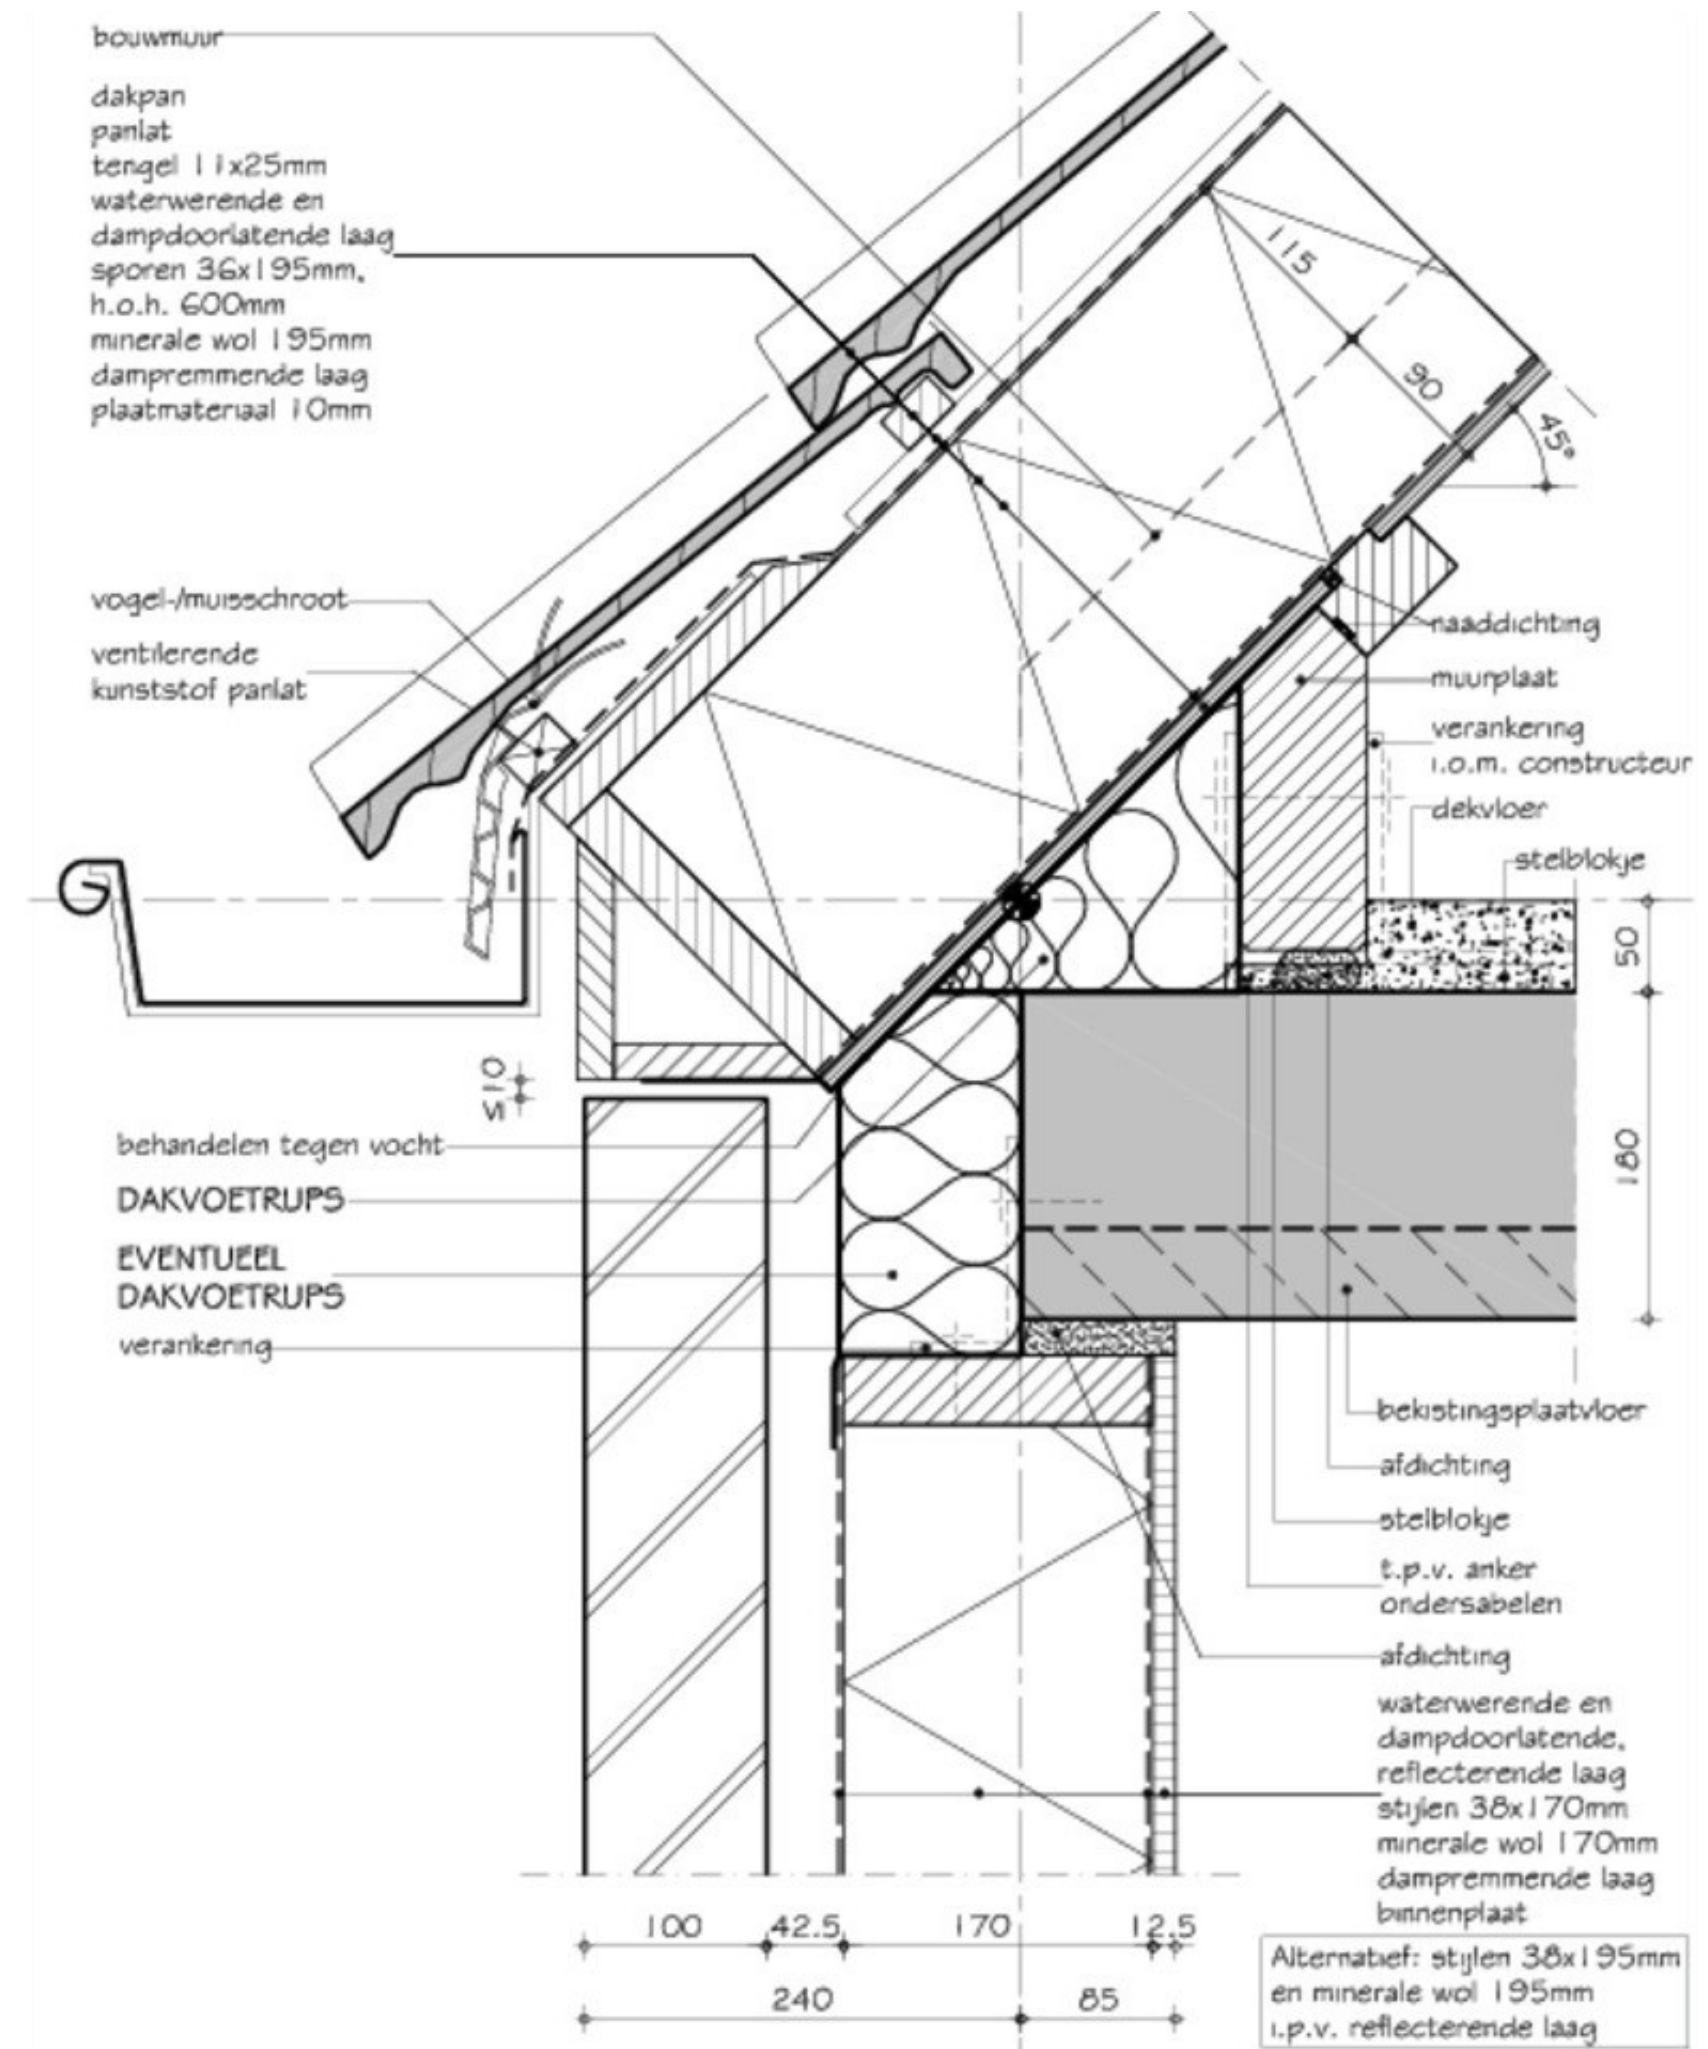 bouwmuur
dakpan
panlat
tengel 11x25mm
waterwerende en
dampdoorlatende laag
sporen 36x195mm.
h.o.h. 600mm
minerale wol 195mm
dampremmende laag
plaatmateriaal 10mm
115
90
45°
vogel-/muisschroot
ventilerende
kunststof panlat
naaddichting
muurplaat
verankering
i.o.m. constructeur
dekvloer
stelblokje
50
180
≤10
behandelen tegen vocht
DAKVOETRUPS
EVENTUEEL
DAKVOETRUPS
verankering
bekistingsplaatvloer
afdichting
stelblokje
t.p.v. anker
ondersabelen
afdichting
waterwerende en
dampdoorlatende.
reflecterende laag
stijlen 38x170mm
minerale wol 170mm
dampremmende laag
binnenplaat
100 42.5 170 12.5
240 85
Alternatief: stijlen 38x195mm
en minerale wol 195mm
i.p.v. reflecterende laag